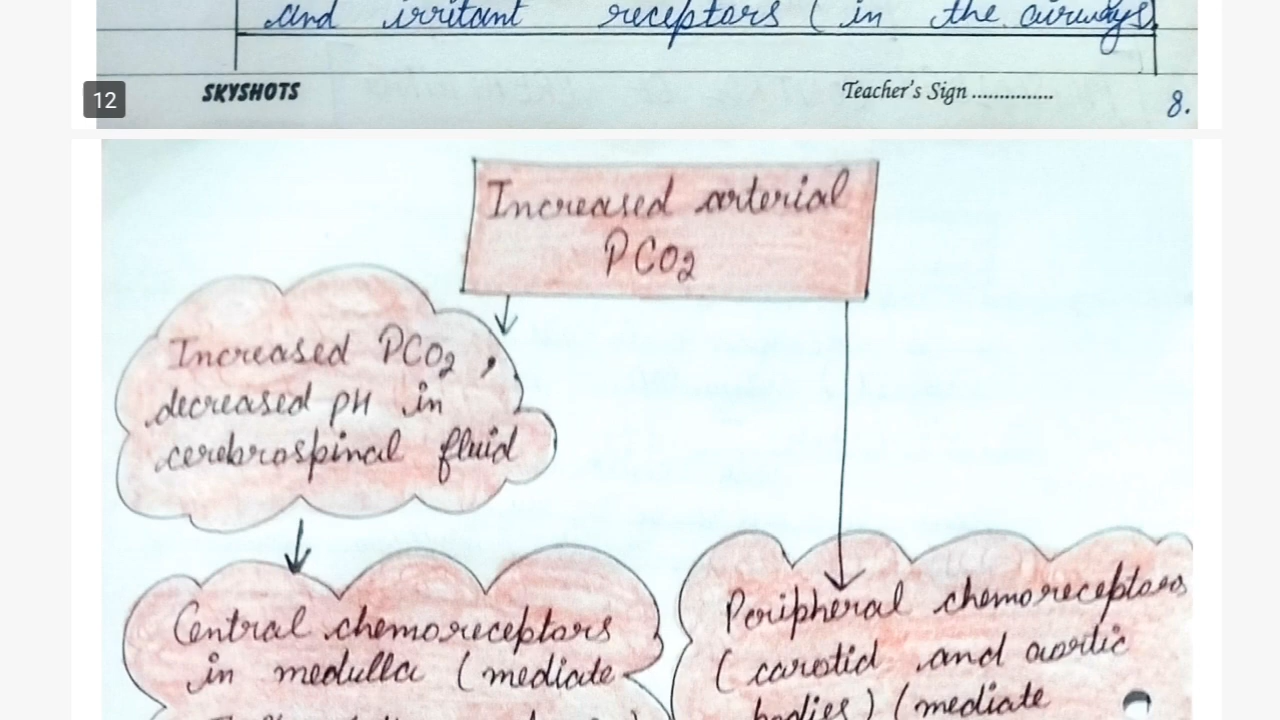 and irritant receptors (in the airways)
SKYSHOTS
Teacher's Sign ...............
12
8.
Increased arterial
PCO2
Increased PCO2,
decreased pH in
cerebrospinal fluid
Central chemoreceptors
in medulla (mediate
Peripheral chemoreceptors
(carotid and aortic
bodies) (mediate